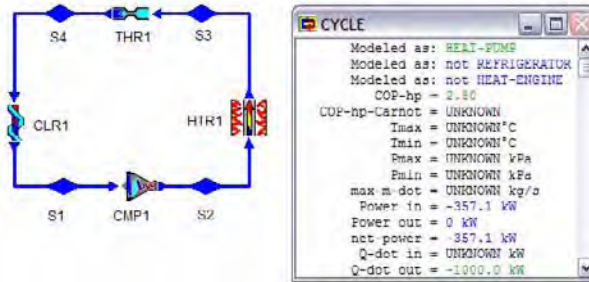 S4
THR1
S3
CLR1
HTR1
S1
CMP1
S2
CYCLE
Modeled as: HEAT-PUMP
Modeled as: not REFRIGERATOR
Modeled as: not HEAT-ENGINE
COP-hp = 2.80
COP-hp-Carnot = UNKNOWN
Tmax = UNKNOWN°C
Tmin = UNKNOWN°C
Pmax = UNKNOWN kPa
Pmin = UNKNOWN kPa
max-m-dot = UNKNOWN kg/s
Power in = -357.1 kW
Power out = 0 kW
net-power = -357.1 kW
Q-dot in = UNKNOWN kW
Q-dot out = -1000.0 kW